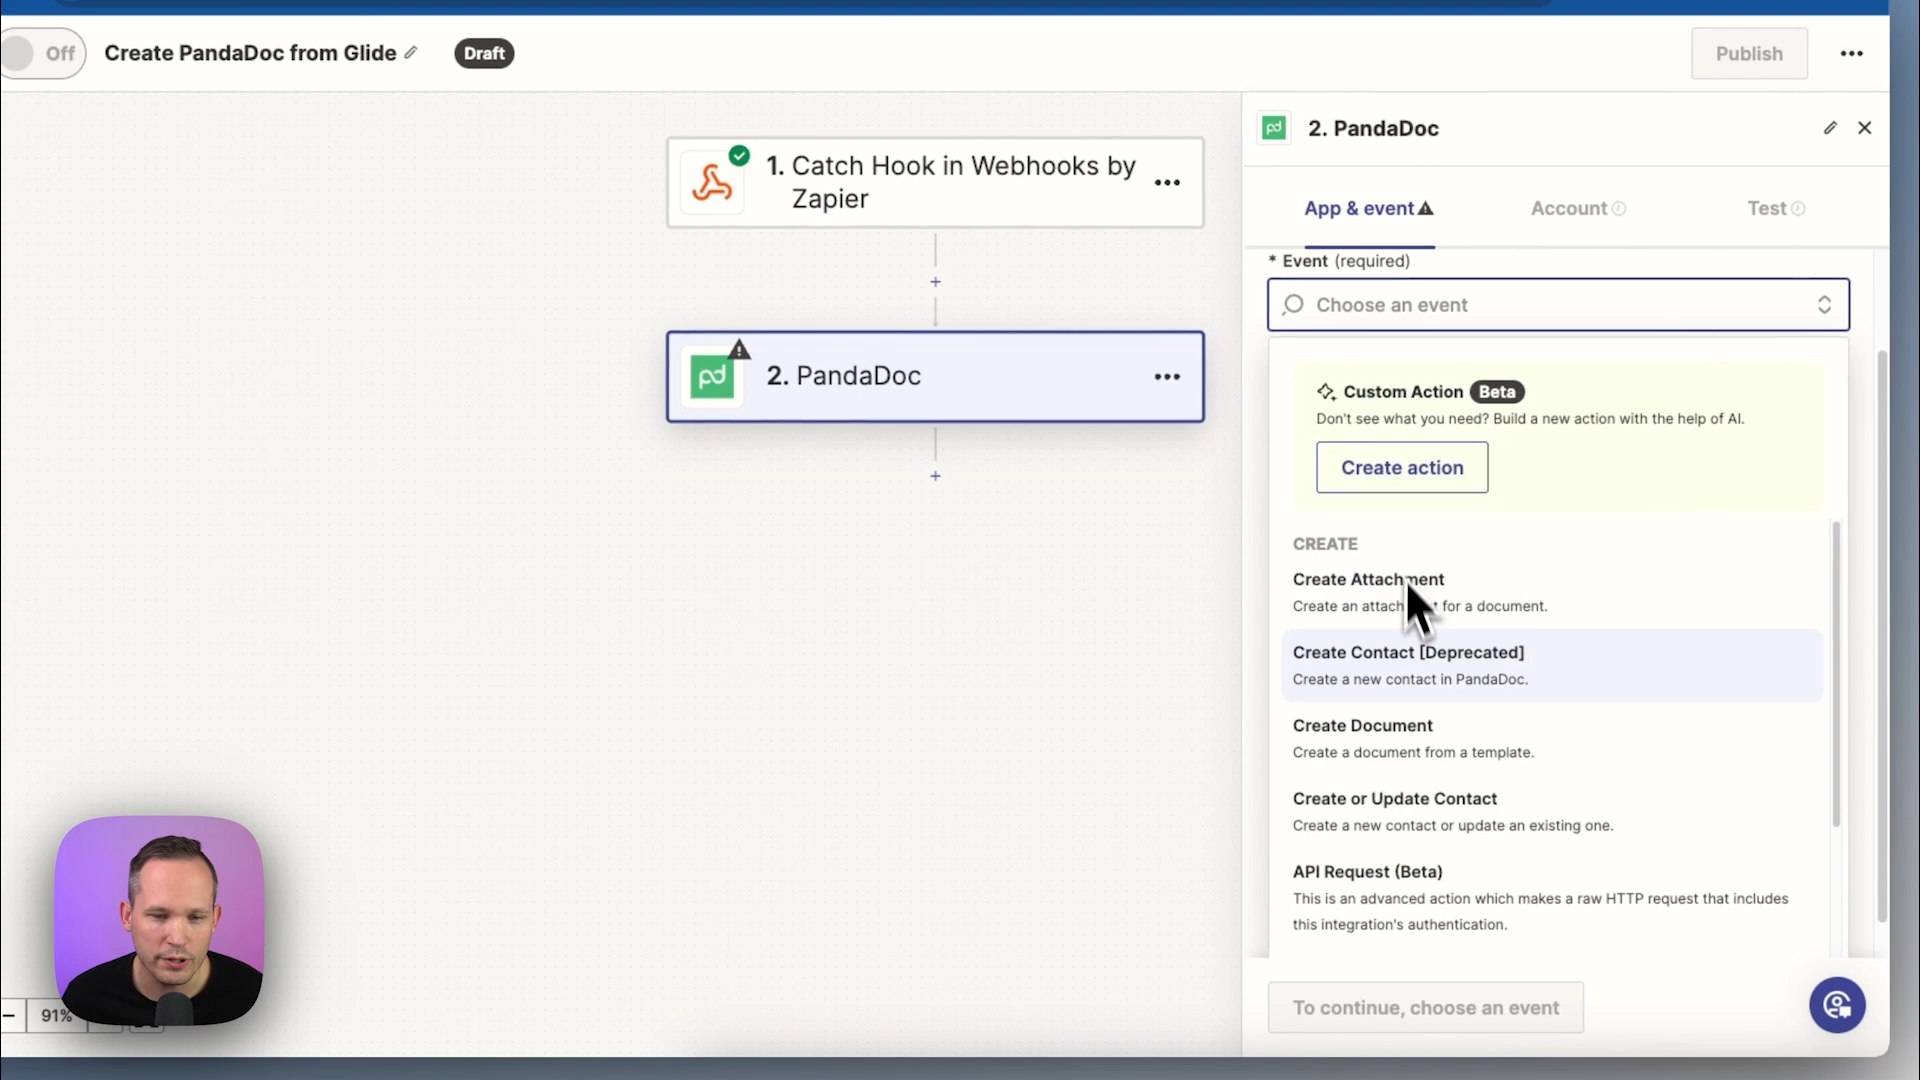 Off
Create PandaDoc from Glide
Draft
Publish
1. Catch Hook in Webhooks by
Zapier
2. PandaDoc
2. PandaDoc
App & event
Account
Test
* Event (required)
Choose an event
Custom Action
Beta
Don't see what you need? Build a new action with the help of AI.
Create action
CREATE
Create Attachment
Create an attach t for a document.
Create Contact [Deprecated]
Create a new contact in PandaDoc.
Create Document
Create a document from a template.
Create or Update Contact
Create a new contact or update an existing one.
API Request (Beta)
This is an advanced action which makes a raw HTTP request that includes
this integration's authentication.
To continue, choose an event
91%